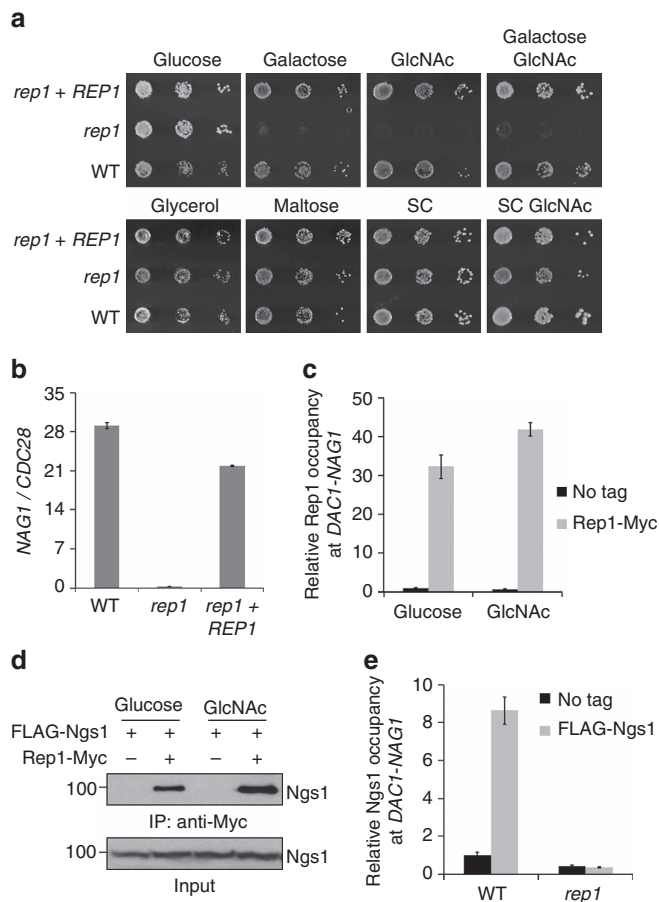 a
Glucose Galactose GlcNAc Galactose GlcNAc
rep1 + REP1
rep1
WT
Glycerol Maltose SC SC GlcNAc
rep1 + REP1
rep1
WT
b
NAG1 / CDC28
35
28
21
14
7
0
WT rep1 rep1 + REP1
c
Relative Rep1 occupancy
at DAC1-NAG1
50
40
30
20
10
0
Glucose GlcNAc
No tag
Rep1-Myc
d
Glucose GlcNAc
FLAG-Ngs1 + + + +
Rep1-Myc – + – +
100 Ngs1
IP: anti-Myc
100 Ngs1
Input
e
Relative Ngs1 occupancy
at DAC1-NAG1
10
8
6
4
2
0
WT rep1
No tag
FLAG-Ngs1